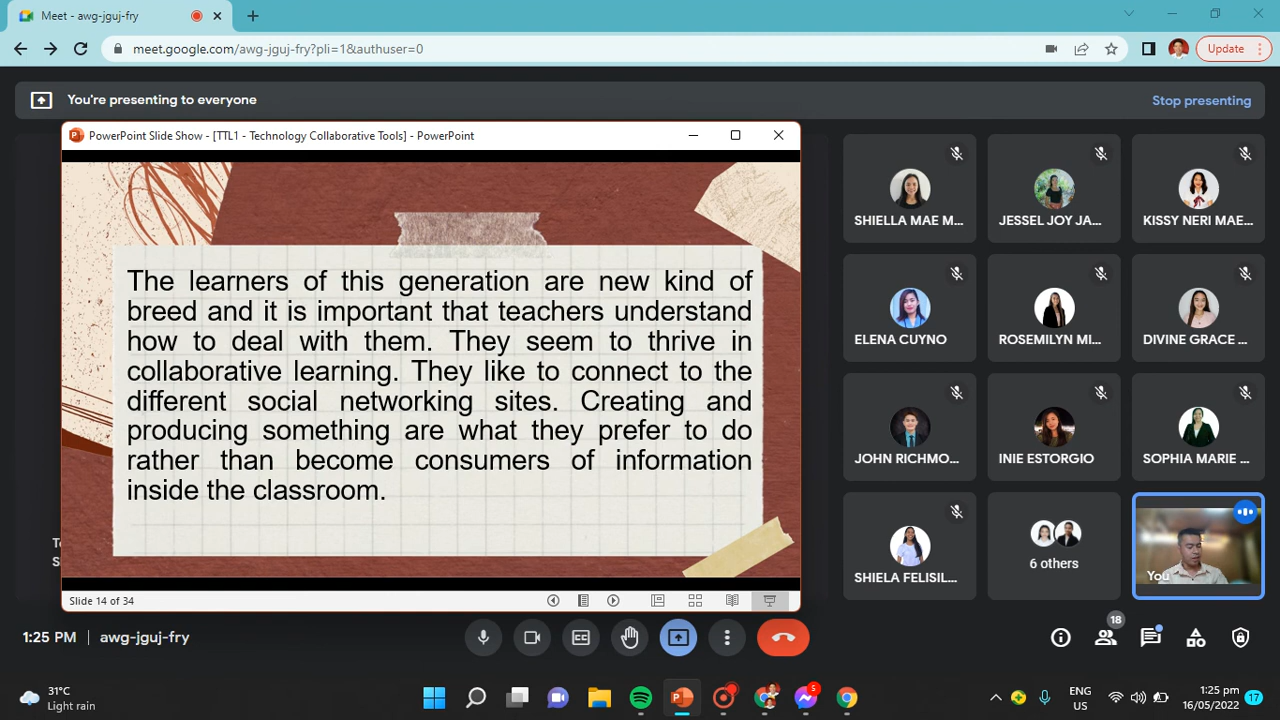 Meet - awg-jguj-fry
meet.google.com/awg-jguj-fry?pli=1&authuser=0
Update
You're presenting to everyone
Stop presenting
PowerPoint Slide Show - [TTL1 - Technology Collaborative Tools] - PowerPoint
The learners of this generation are new kind of
breed and it is important that teachers understand
how to deal with them. They seem to thrive in
collaborative learning. They like to connect to the
different social networking sites. Creating and
producing something are what they prefer to do
rather than become consumers of information
inside the classroom.
Slide 14 of 34
SHIELLA MAE M...
JESSEL JOY JA...
KISSY NERI MAE...
ELENA CUYNO
ROSEMILYN MI...
DIVINE GRACE ...
JOHN RICHMO...
INIE ESTORGIO
SOPHIA MARIE ...
SHIELA FELISIL...
6 others
You
1:25 PM | awg-jguj-fry
18
31°C
Light rain
5
ENG
US
1:25 pm
16/05/2022
17